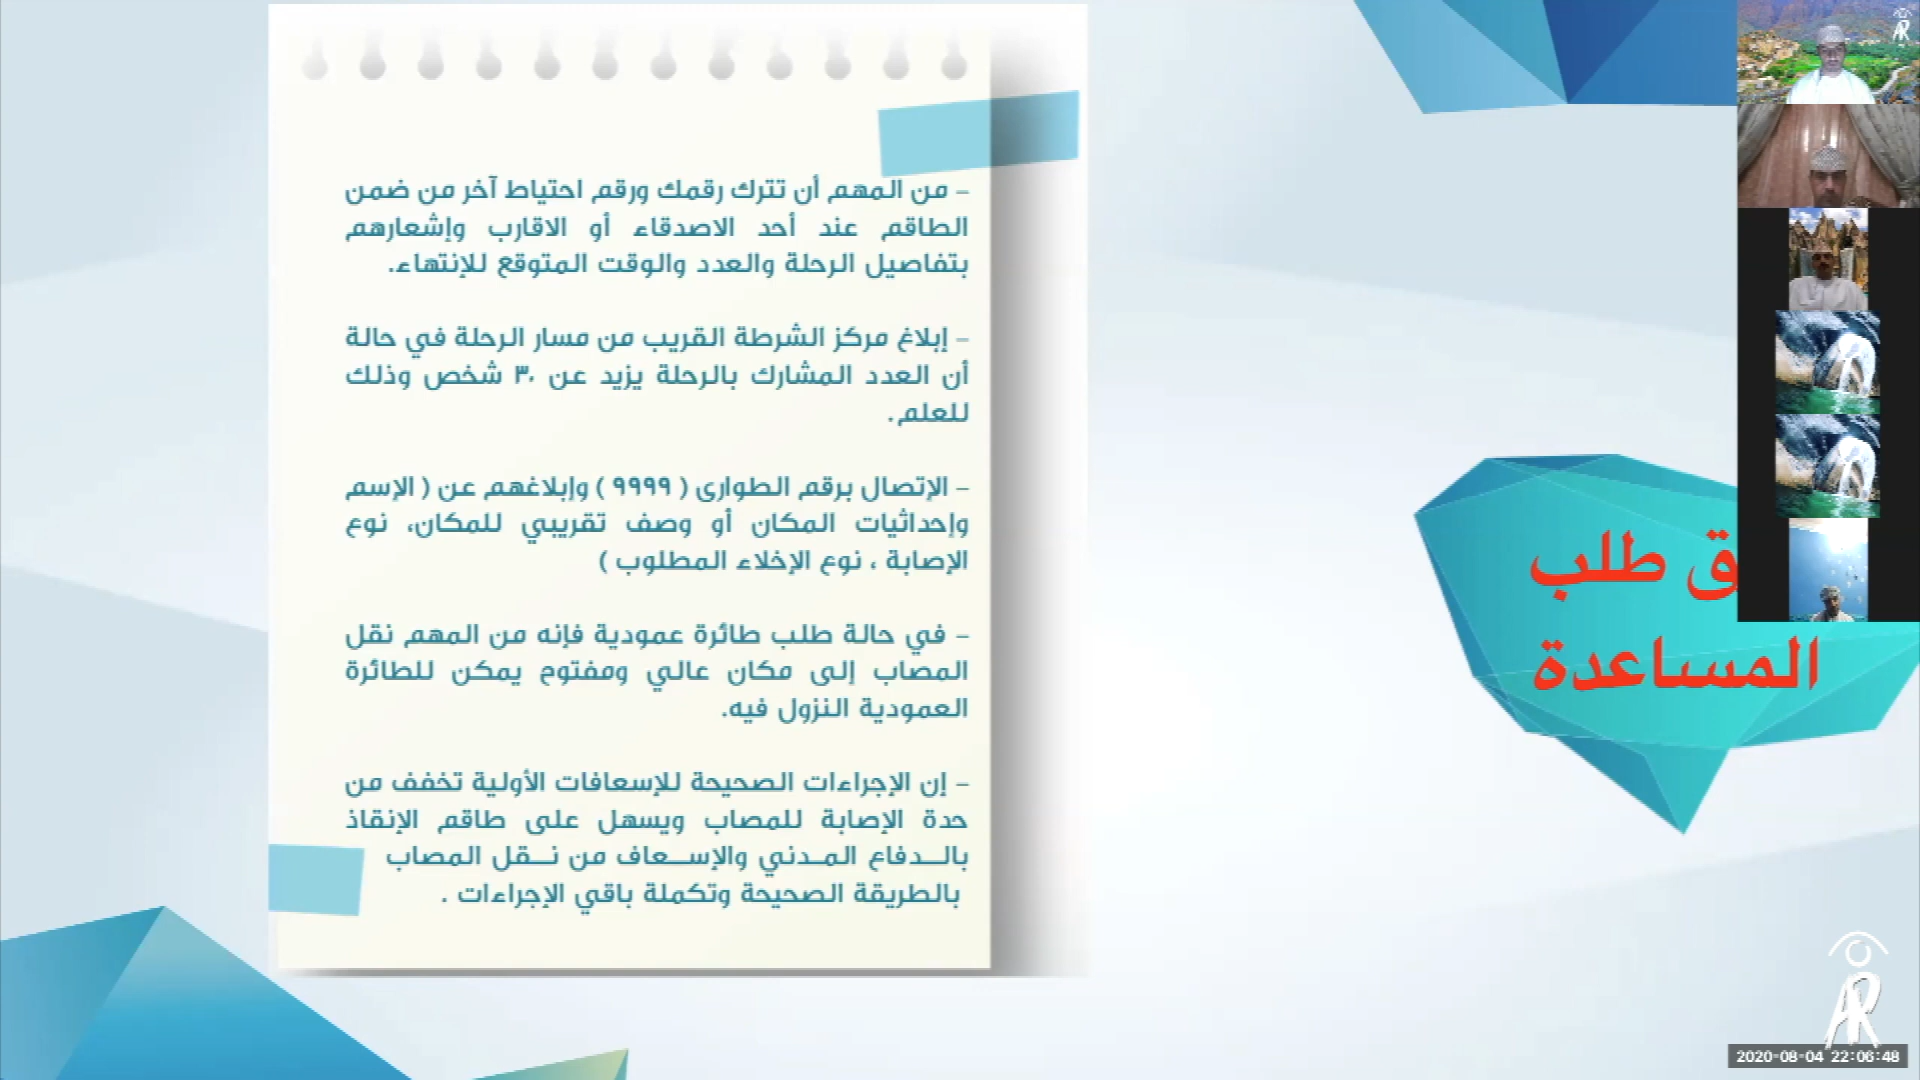 - من المهم أن تترك رقمك ورقم احتياط آخر من ضمن
الطاقم عند أحد الاصدقاء أو الاقارب وإشعارهم
بتفاصيل الرحلة والعدد والوقت المتوقع للإنتهاء.
- إبلاغ مركز الشرطة القريب من مسار الرحلة في حالة
أن العدد المشارك بالرحلة يزيد عن ٣٠ شخص وذلك
للعلم.
- الإتصال برقم الطوارى ( ٩٩٩٩ ) وإبلاغهم عن ( الإسم
وإحداثيات المكان أو وصف تقريبي للمكان، نوع
الإصابة ، نوع الإخلاء المطلوب )
- في حالة طلب طائرة عمودية فإنه من المهم نقل
المصاب إلى مكان عالي ومفتوح يمكن للطائرة
العمودية النزول فيه.
- إن الإجراءات الصحيحة للإسعافات الأولية تخفف من
حدة الإصابة للمصاب ويسهل على طاقم الإنقاذ
بالـــدفاع المــدني والإســـعاف من نـــقل المصاب
بالطريقة الصحيحة وتكملة باقي الإجراءات .
طلب
المساعدة
2020-08-04 22:06:48